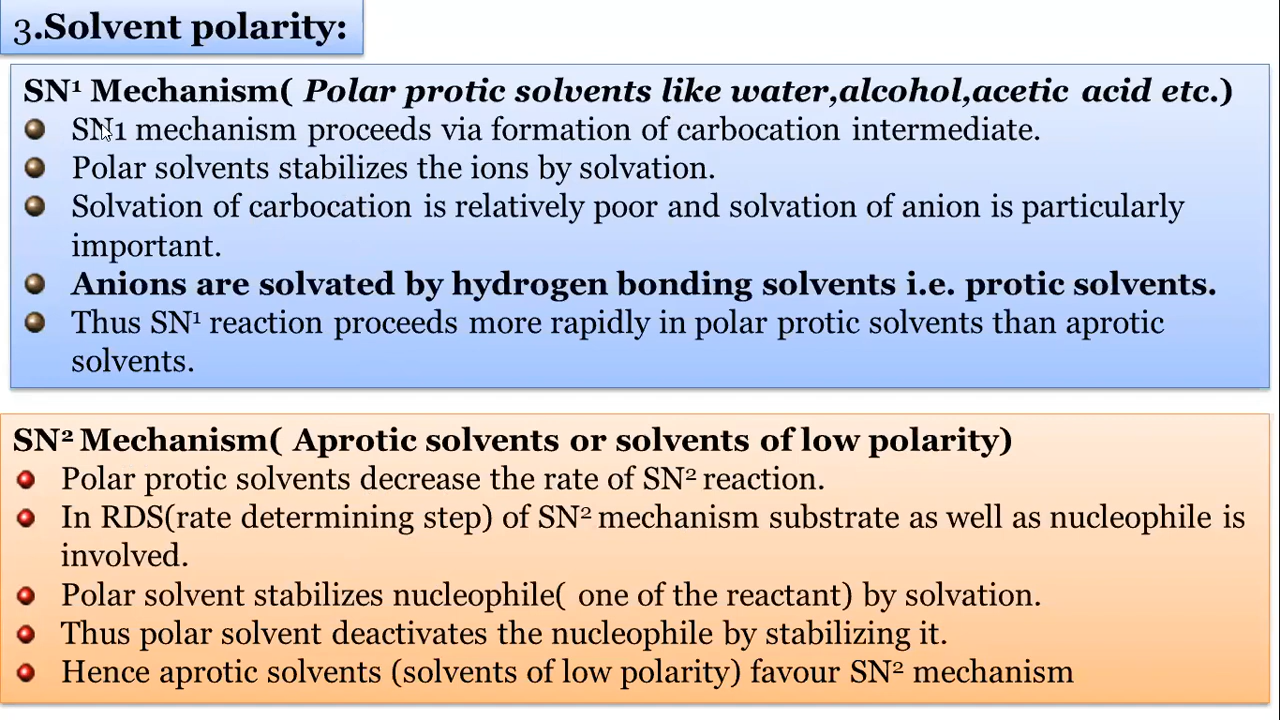 3.Solvent polarity:
SN¹ Mechanism( Polar protic solvents like water,alcohol,acetic acid etc.)
SN1 mechanism proceeds via formation of carbocation intermediate.
Polar solvents stabilizes the ions by solvation.
Solvation of carbocation is relatively poor and solvation of anion is particularly
important.
Anions are solvated by hydrogen bonding solvents i.e. protic solvents.
Thus SN¹ reaction proceeds more rapidly in polar protic solvents than aprotic
solvents.
SN² Mechanism( Aprotic solvents or solvents of low polarity)
Polar protic solvents decrease the rate of SN² reaction.
In RDS(rate determining step) of SN² mechanism substrate as well as nucleophile is
involved.
Polar solvent stabilizes nucleophile( one of the reactant) by solvation.
Thus polar solvent deactivates the nucleophile by stabilizing it.
Hence aprotic solvents (solvents of low polarity) favour SN² mechanism